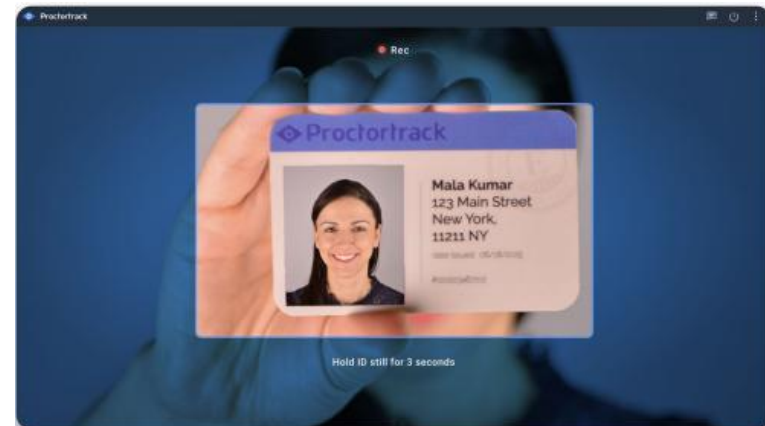 Proctortrack
Rec
Proctortrack
Mala Kumar
123 Main Street
New York,
11211 NY
Hold ID still for 3 seconds